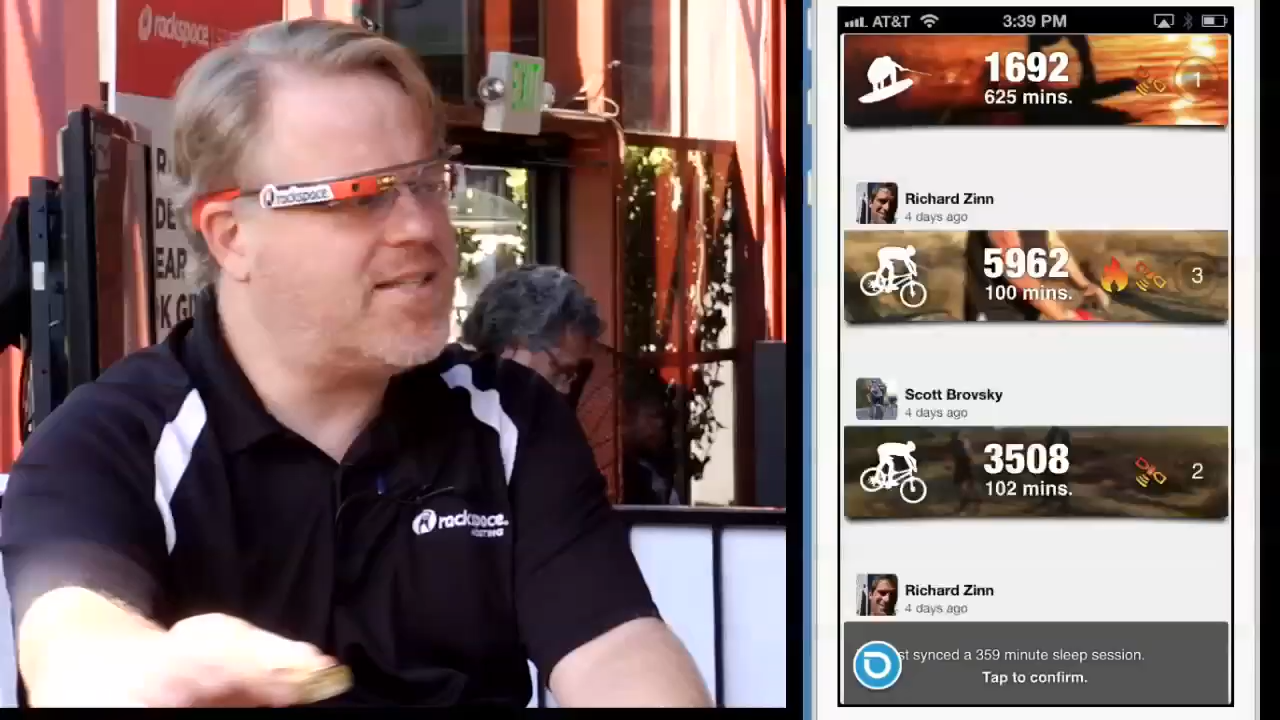 rackspace
EXIT
rackspace
rackspace.
HOSTING
AT&T
3:39 PM
1692
625 mins.
1
Richard Zinn
4 days ago
5962
100 mins.
3
Scott Brovsky
4 days ago
3508
102 mins.
2
Richard Zinn
4 days ago
st synced a 359 minute sleep session.
Tap to confirm.